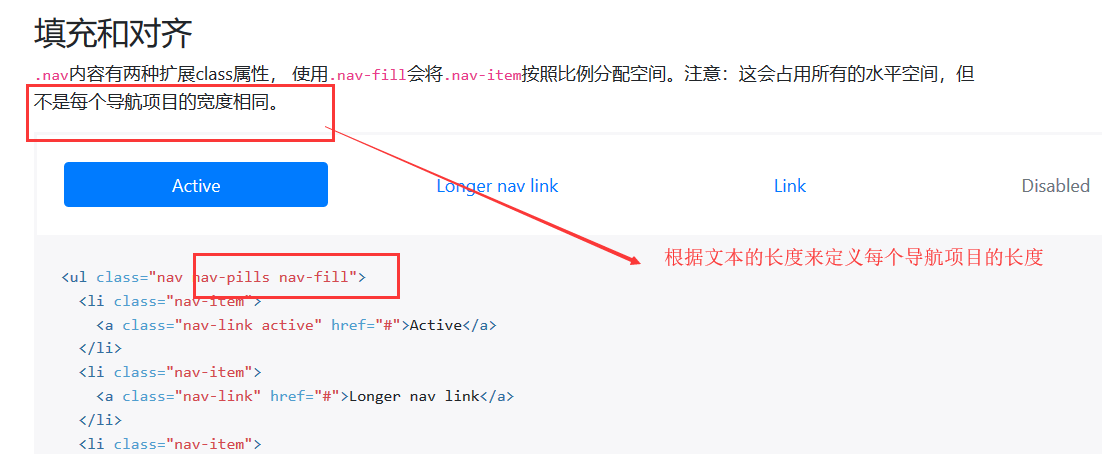 填充和对齐
.nav内容有两种扩展class属性， 使用.nav-fill会将.nav-item按照比例分配空间。注意：这会占用所有的水平空间，但
不是每个导航项目的宽度相同。
Active Longer nav link Link Disabled
根据文本的长度来定义每个导航项目的长度
<ul class="nav nav-pills nav-fill">
<li class="nav-item">
<a class="nav-link active" href="#">Active</a>
</li>
<li class="nav-item">
<a class="nav-link" href="#">Longer nav link</a>
</li>
<li class="nav-item">